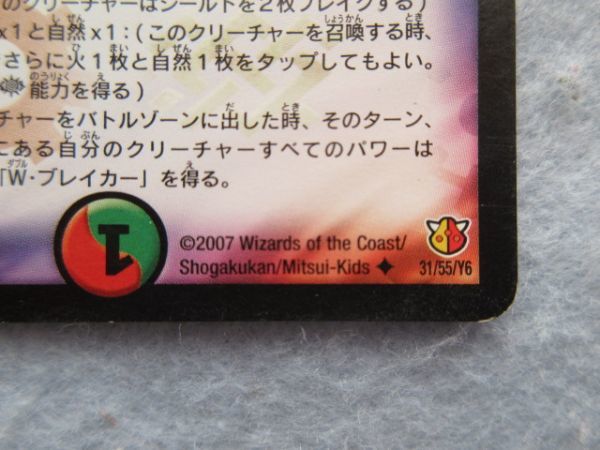 のクリーチャーはシールドを2枚ブレイクする)
x1と自然x1:(このクリーチャーを召喚する時、
さらに火1枚と自然1枚をタップしてもよい。
能力を得る)
チャーをバトルゾーンに出した時、そのターン、
にある自分のクリーチャーすべてのパワーは
「W・ブレイカー」を得る。
1
©2007 Wizards of the Coast/
Shogakukan/Mitsui-Kids
31/55/Y6